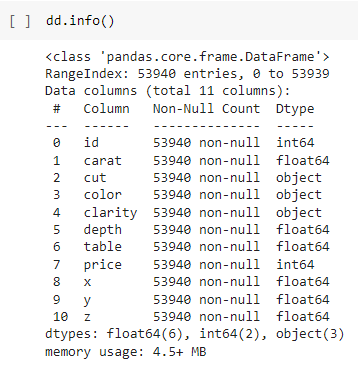 [ ] dd.info()
<class 'pandas.core.frame.DataFrame'>
RangeIndex: 53940 entries, 0 to 53939
Data columns (total 11 columns):
 #   Column   Non-Null Count  Dtype
---  ------   --------------  -----
 0   id       53940 non-null  int64
 1   carat    53940 non-null  float64
 2   cut      53940 non-null  object
 3   color    53940 non-null  object
 4   clarity  53940 non-null  object
 5   depth    53940 non-null  float64
 6   table    53940 non-null  float64
 7   price    53940 non-null  int64
 8   x        53940 non-null  float64
 9   y        53940 non-null  float64
 10  z        53940 non-null  float64
dtypes: float64(6), int64(2), object(3)
memory usage: 4.5+ MB